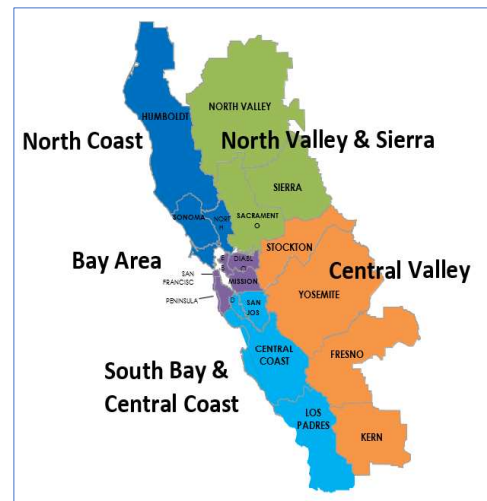 NORTH VALLEY
HUMBOLDT
North Coast
North Valley & Sierra
SIERRA
SONOMA
NORT
H
SACRAMENT
O
STOCKTON
Bay Area
DIABL
Central Valley
SAN
FRANCISC
MISSION
YOSEMITE
PENINSULA
D
SAN
JOS
CENTRAL
COAST
FRESNO
South Bay &
Central Coast
LOS
PADRES
KERN